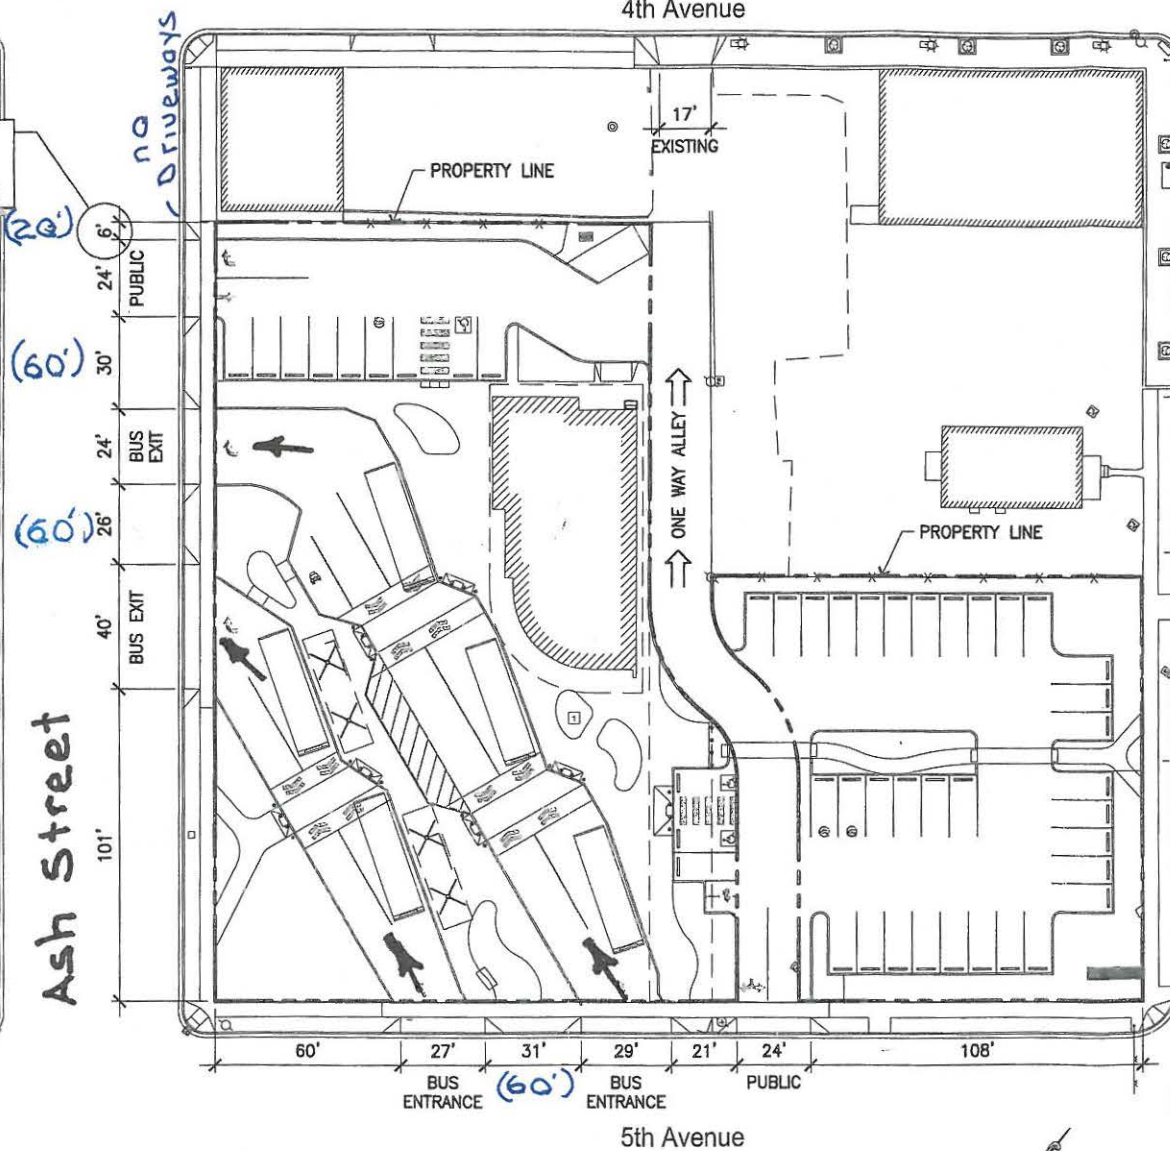 4th Avenue
no
Driveways
17'
EXISTING
PROPERTY LINE
(20')
6'
24'
PUBLIC
(60')
30'
24'
BUS
EXIT
ONE WAY ALLEY
(60')
26'
PROPERTY LINE
40'
BUS EXIT
1
Ash Street
101'
60'
27'
31'
29'
21'
24'
108'
BUS
ENTRANCE
(60')
BUS
ENTRANCE
PUBLIC
5th Avenue